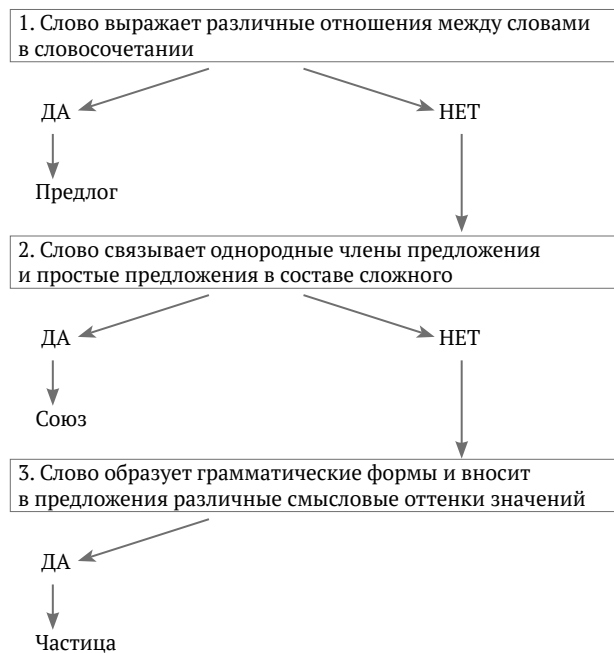 1. Слово выражает различные отношения между словами
в словосочетании
ДА
НЕТ
Предлог
2. Слово связывает однородные члены предложения
и простые предложения в составе сложного
ДА
НЕТ
Союз
3. Слово образует грамматические формы и вносит
в предложения различные смысловые оттенки значений
ДА
Частица